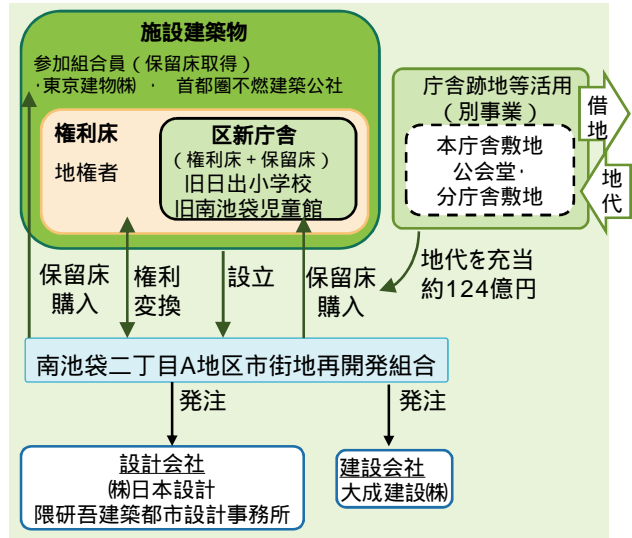 施設建築物
参加組合員(保留床取得)
・東京建物㈱ ・ 首都圏不燃建築公社
権利床
地権者
区新庁舎
(権利床+保留床)
旧日出小学校
旧南池袋児童館
庁舎跡地等活用
(別事業)
本庁舎敷地
公会堂・
分庁舎敷地
借地
地代
保留床
購入
権利
変換
設立
保留床
購入
地代を充当
約124億円
南池袋二丁目A地区市街地再開発組合
発注
発注
設計会社
㈱日本設計
隈研吾建築都市設計事務所
建設会社
大成建設㈱